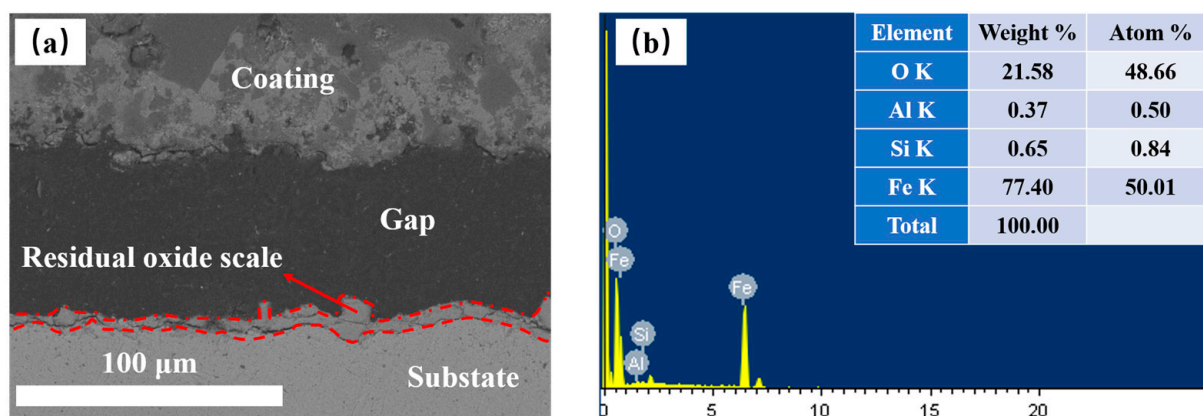 (a)
Coating
Gap
Residual oxide scale
100 μm
Substate
(b)
Element Weight % Atom %
O K 21.58 48.66
Al K 0.37 0.50
Si K 0.65 0.84
Fe K 77.40 50.01
Total 100.00
O
Fe
Si
Al
Fe
0 5 10 15 20